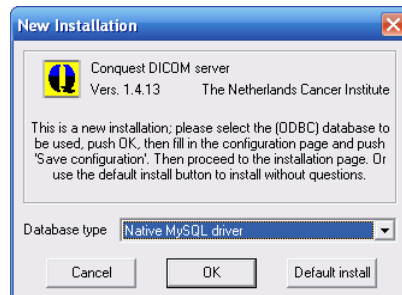 New Installation
Conquest DICOM server
Vers. 1.4.13 The Netherlands Cancer Institute
This is a new installation; please select the (ODBC) database to
be used, push OK, then fill in the configuration page and push
'Save configuration'. Then proceed to the installation page. Or
use the default install button to install without questions.
Database type Native MySQL driver
Cancel OK Default install